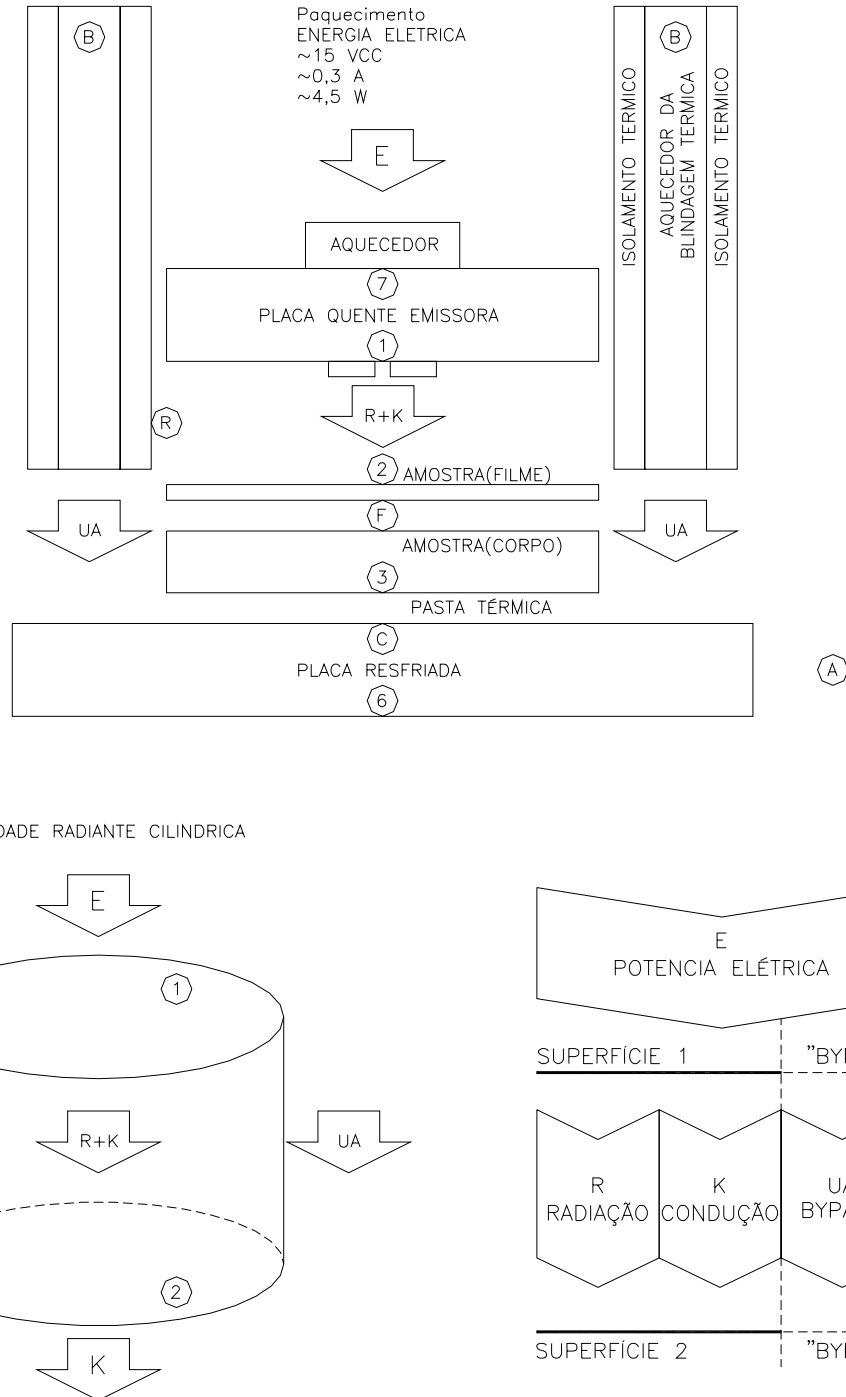 B
Paquecimento
ENERGIA ELETRICA
~15 VCC
~0,3 A
~4,5 W
B
ISOLAMENTO TERMICO
AQUECEDOR DA
BLINDAGEM TERMICA
ISOLAMENTO TERMICO
E
AQUECEDOR
7
PLACA QUENTE EMISSORA
1
R
R+K
2
AMOSTRA(FILME)
F
UA
UA
AMOSTRA(CORPO)
3
PASTA TÉRMICA
C
PLACA RESFRIADA
A
6
RADIANTE CILINDRICA
E
1
R+K
UA
2
K
E
POTENCIA ELÉTRICA
SUPERFÍCIE 1
R
RADIAÇÃO
K
CONDUÇÃO
SUPERFÍCIE 2